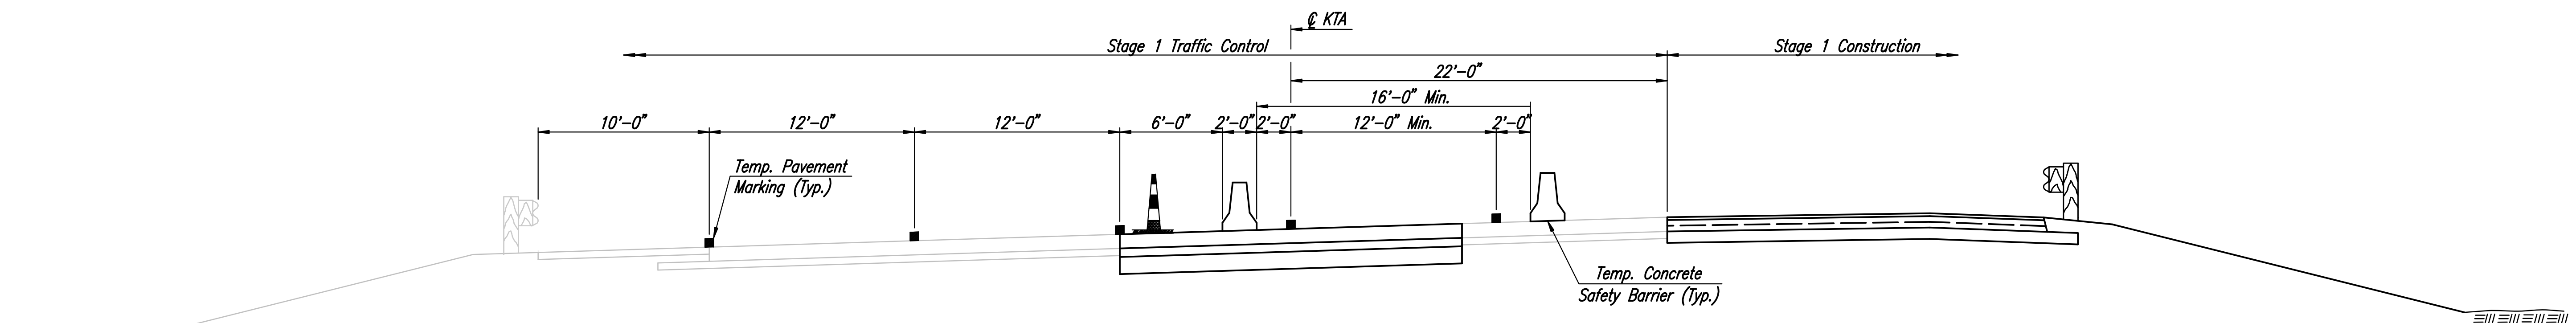 ℄ KTA
Stage 1 Traffic Control
Stage 1 Construction
22'-0"
16'-0" Min.
10'-0"
12'-0"
12'-0"
6'-0"
2'-0"
2'-0"
12'-0" Min.
2'-0"
Temp. Pavement
Marking (Typ.)
Temp. Concrete
Safety Barrier (Typ.)